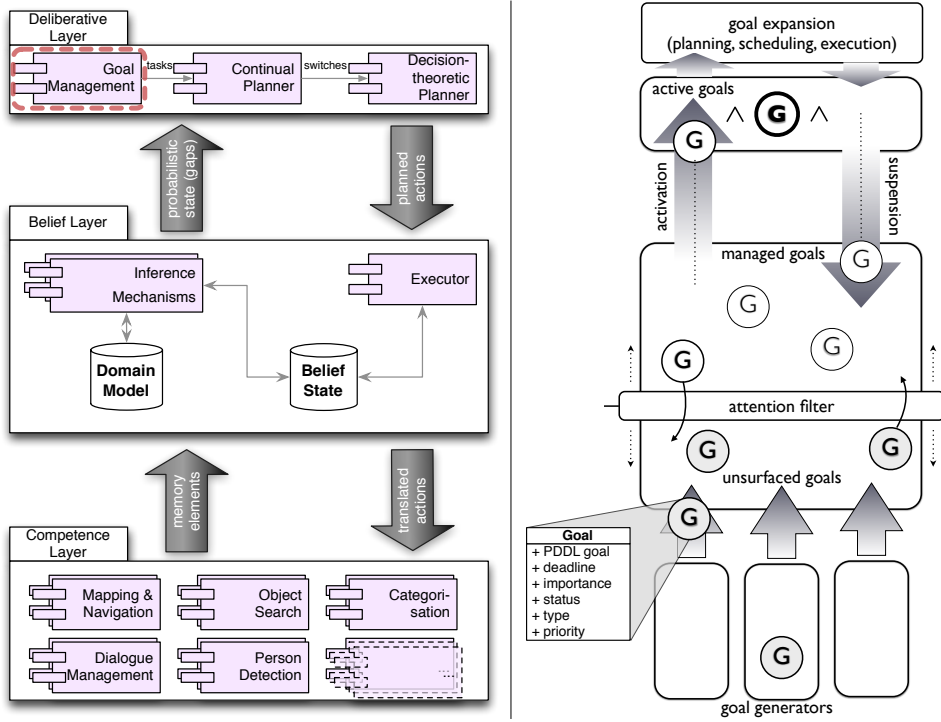 Deliberative
Layer
Goal
Management
tasks
Continual
Planner
switches
Decision-
theoretic
Planner
probabilistic
state (gaps)
planned
actions
Belief Layer
Inference
Mechanisms
Executor
Domain
Model
Belief
State
memory
elements
translated
actions
Competence
Layer
Mapping &
Navigation
Object
Search
Categori-
sation
Dialogue
Management
Person
Detection
...
goal expansion
(planning, scheduling, execution)
active goals
G
G
activation
suspension
managed goals
G
G
G
G
attention filter
G
G
unsurfaced goals
G
Goal
+ PDDL goal
+ deadline
+ importance
+ status
+ type
+ priority
G
goal generators